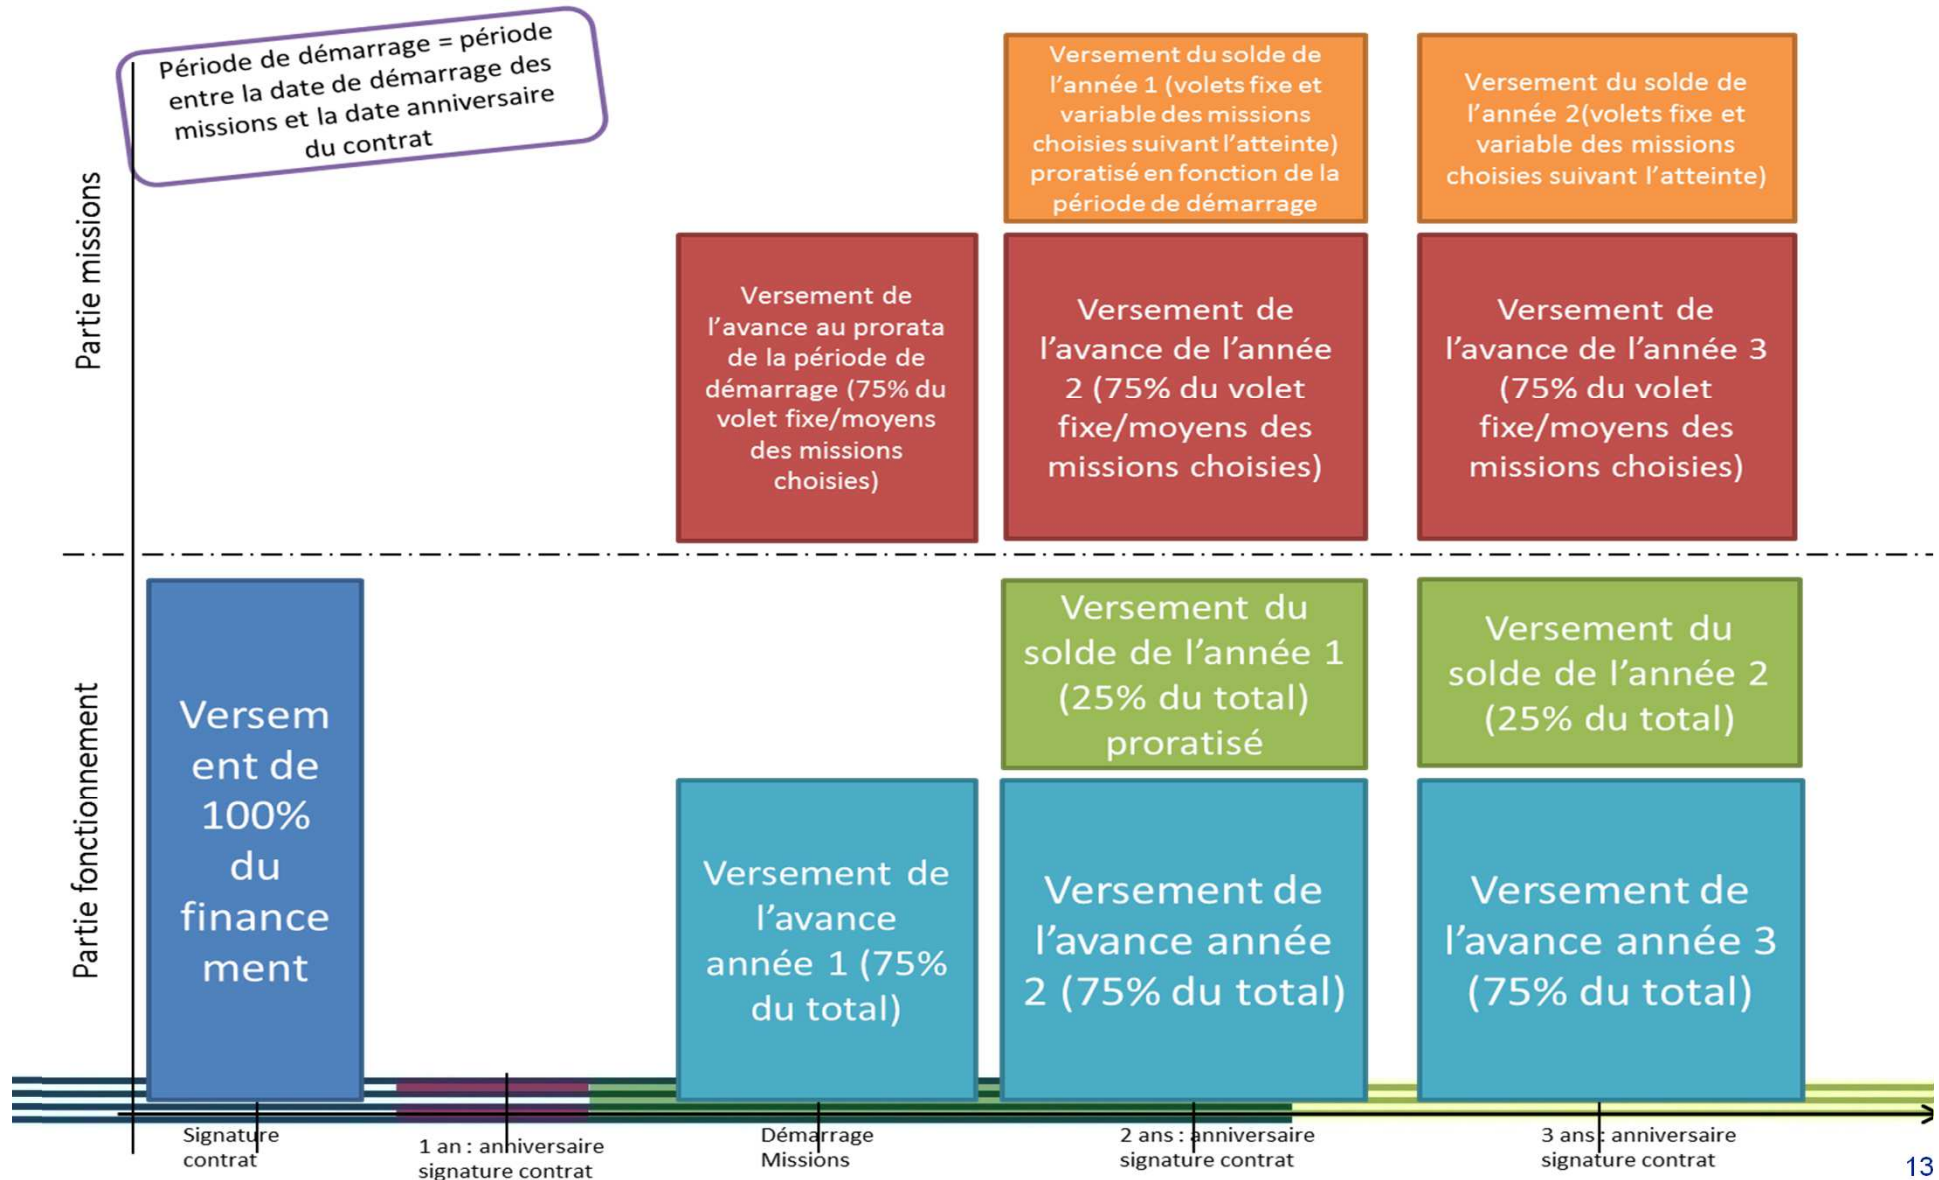 Période de démarrage = période
entre la date de démarrage des
missions et la date anniversaire
du contrat
Partie missions
Versement de
l'avance au prorata
de la période de
démarrage (75% du
volet fixe/moyens
des missions
choisies)
Versement du solde de
l'année 1 (volets fixe et
variable des missions
choisies suivant l'atteinte)
proratisé en fonction de la
période de démarrage
Versement de
l'avance de l'année
2 (75% du volet
fixe/moyens des
missions choisies)
Versement du solde de
l'année 2(volets fixe et
variable des missions
choisies suivant l'atteinte)
Versement de
l'avance de l'année 3
(75% du volet
fixe/moyens des
missions choisies)
Partie fonctionnement
Versem
ent de
100%
du
finance
ment
Versement de
l'avance
année 1 (75%
du total)
Versement du
solde de l'année 1
(25% du total)
proratisé
Versement de
l'avance année
2 (75% du total)
Versement du
solde de l'année 2
(25% du total)
Versement de
l'avance année 3
(75% du total)
Signature
contrat
1 an : anniversaire
signature contrat
Démarrage
Missions
2 ans : anniversaire
signature contrat
3 ans : anniversaire
signature contrat
13